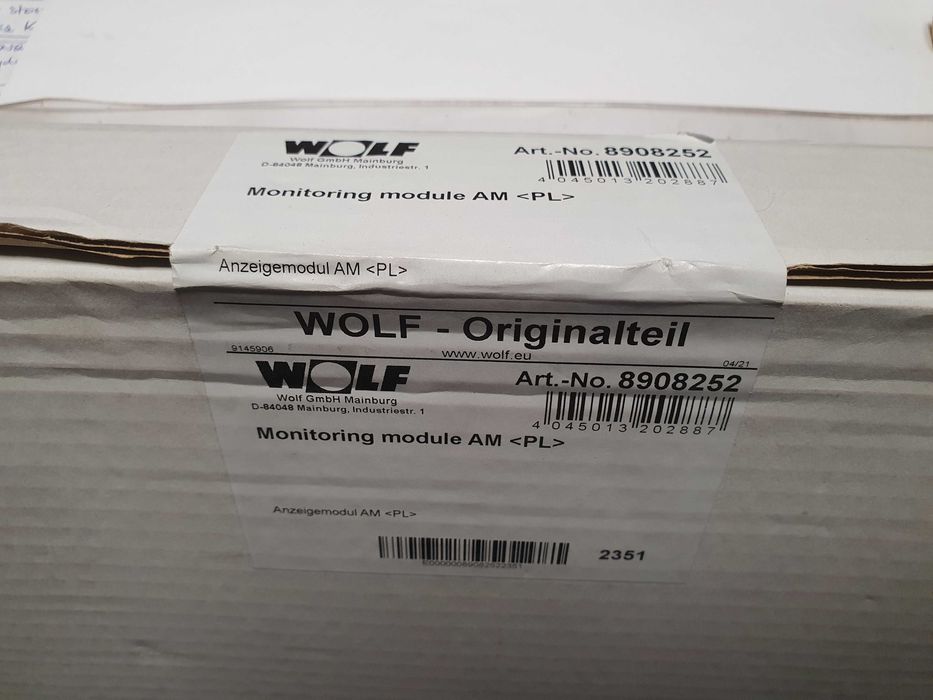 WOLF
Wolf GmbH Mainburg
D-84048 Mainburg, Industriestr. 1
Art.-No. 8908252
4 045013 202887
Monitoring module AM <PL>
Anzeigemodul AM <PL>
WOLF - Originalteil
9145906
www.wolf.eu
04/21
WOLF
Wolf GmbH Mainburg
D-84048 Mainburg, Industriestr. 1
Art.-No. 8908252
4 045013 202887
Monitoring module AM <PL>
Anzeigemodul AM <PL>
2351